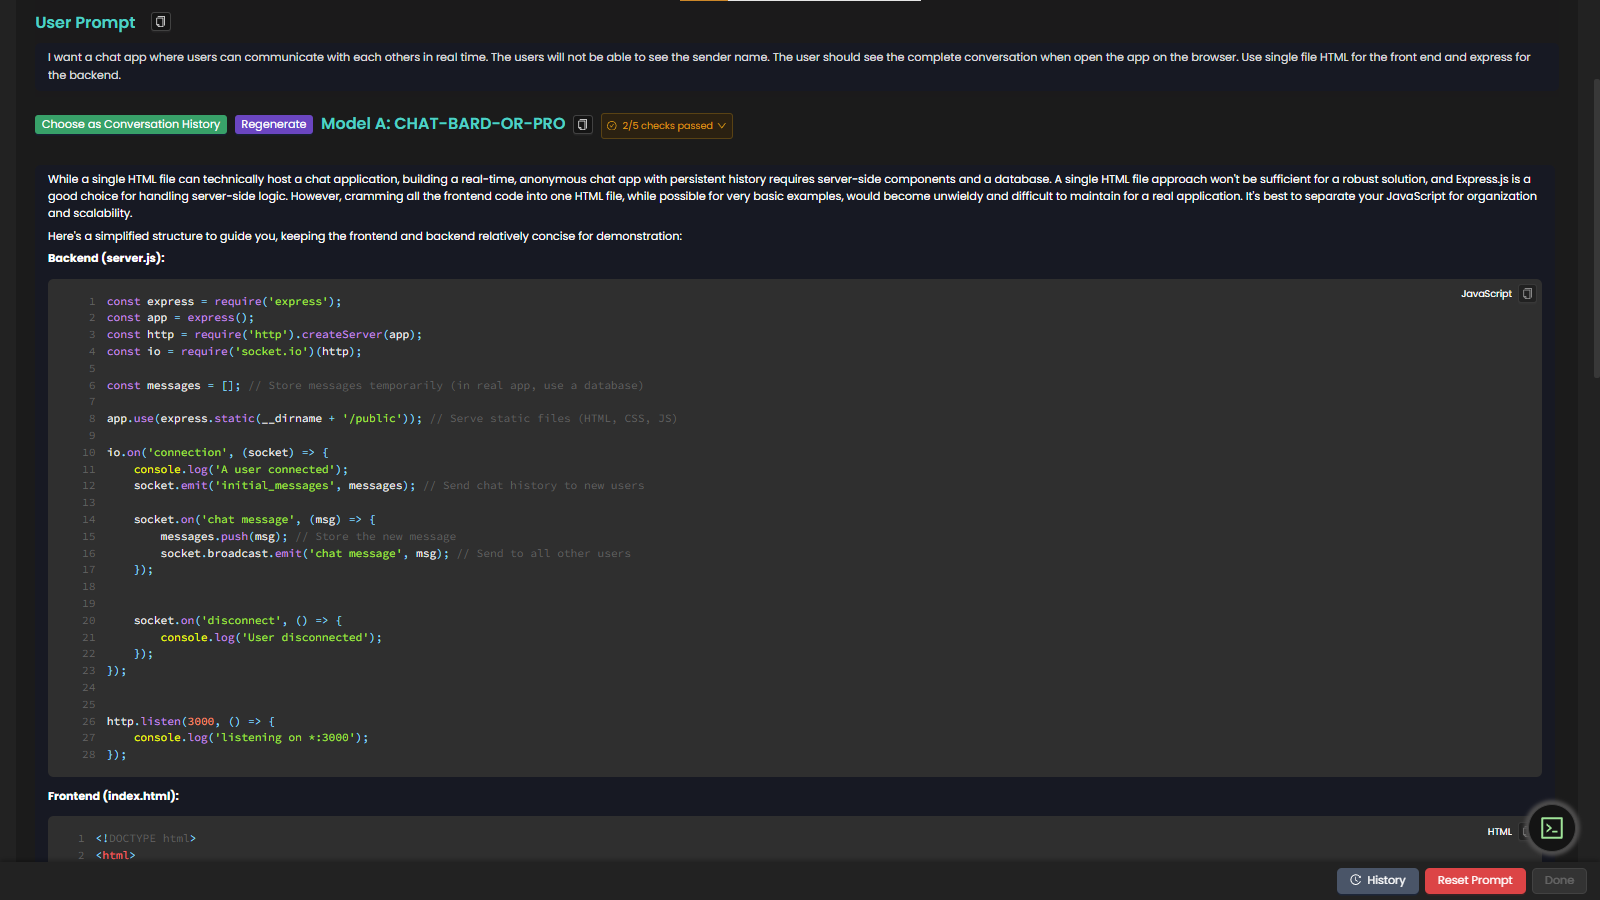 User Prompt
I want a chat app where users can communicate with each others in real time. The users will not be able to see the sender name. The user should see the complete conversation when open the app on the browser. Use single file HTML for the front end and express for
the backend.
Choose as Conversation History Regenerate Model A: CHAT-BARD-OR-PRO 2/5 checks passed
While a single HTML file can technically host a chat application, building a real-time, anonymous chat app with persistent history requires server-side components and a database. A single HTML file approach won't be sufficient for a robust solution, and Express.js is a
good choice for handling server-side logic. However, cramming all the frontend code into one HTML file, while possible for very basic examples, would become unwieldy and difficult to maintain for a real application. It's best to separate your JavaScript for organization
and scalability.
Here's a simplified structure to guide you, keeping the frontend and backend relatively concise for demonstration:
Backend (server.js):
JavaScript
1 const express = require('express');
2 const app = express();
3 const http = require('http').createServer(app);
4 const io = require('socket.io')(http);
5
6 const messages = []; // Store messages temporarily (in real app, use a database)
7
8 app.use(express.static(__dirname + '/public')); // Serve static files (HTML, CSS, JS)
9
10 io.on('connection', (socket) => {
11 console.log('A user connected');
12 socket.emit('initial_messages', messages); // Send chat history to new users
13
14 socket.on('chat message', (msg) => {
15 messages.push(msg); // Store the new message
16 socket.broadcast.emit('chat message', msg); // Send to all other users
17 });
18
19
20 socket.on('disconnect', () => {
21 console.log('User disconnected');
22 });
23 });
24
25
26 http.listen(3000, () => {
27 console.log('listening on *:3000');
28 });
Frontend (index.html):
HTML
1 <!DOCTYPE html>
2 <html>
History Reset Prompt Done